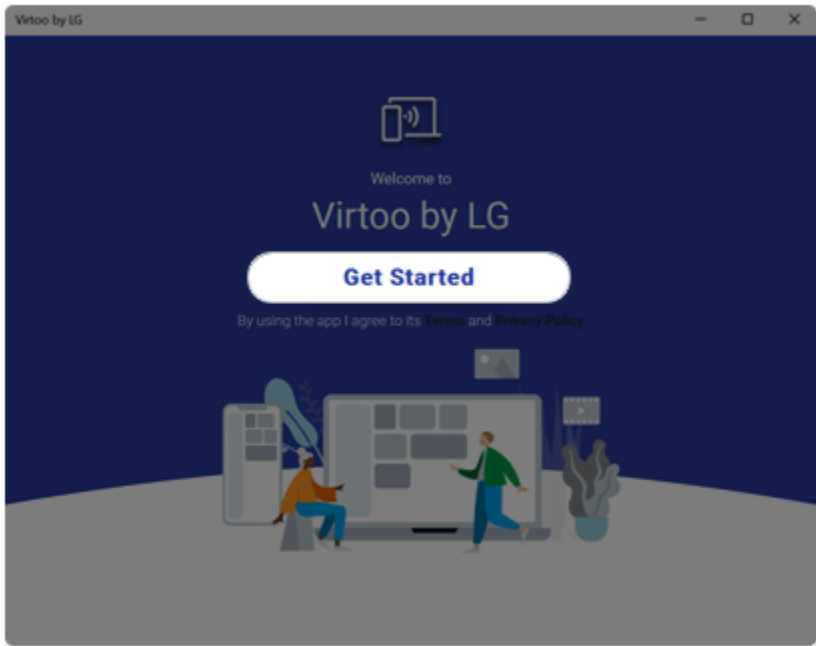 Virtoo by LG
Welcome to
Virtoo by LG
Get Started
By using the app I agree to its Terms and Privacy Policy